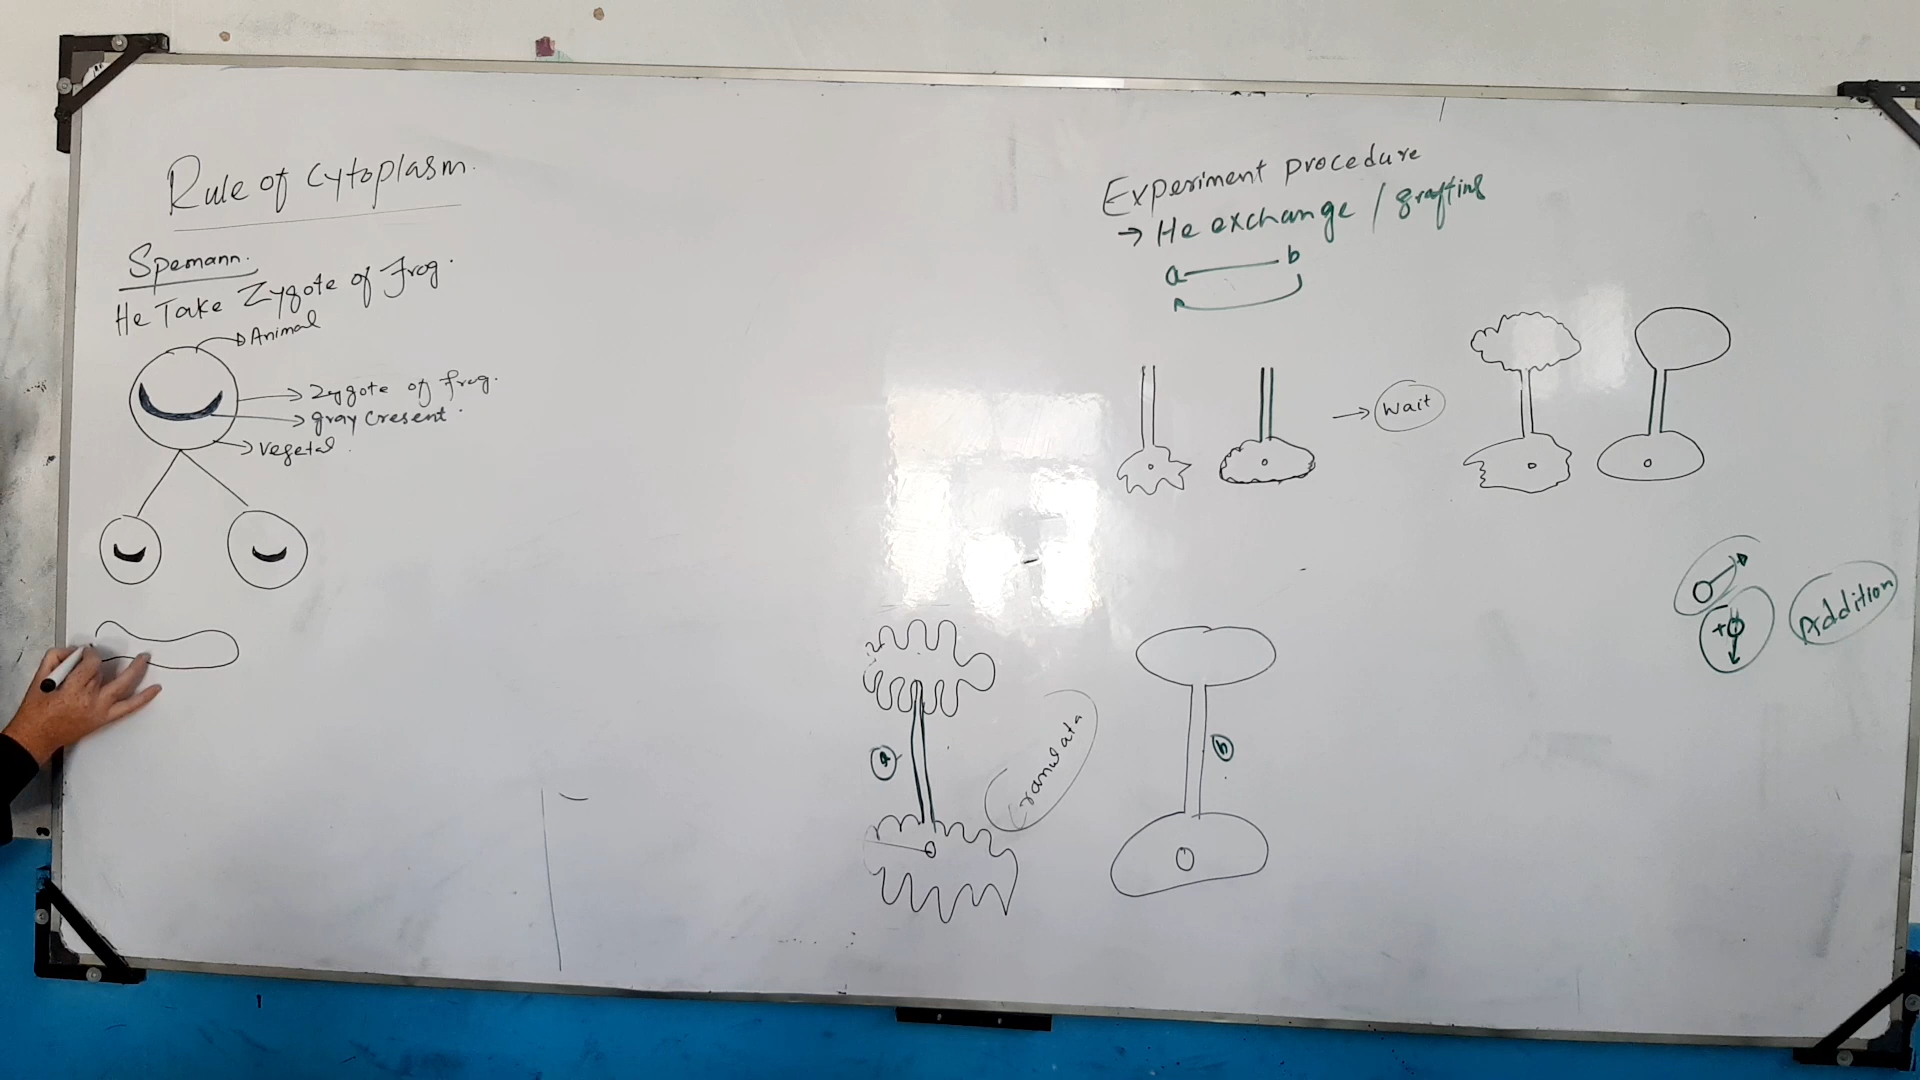 Rule of Cytoplasm.
Spemann.
He Take Zygote of Frog.
Animal
Zygote of frog.
gray Cresent.
Vegetal.
Experiment procedure
→ He exchange / grafting
a b
Wait
+
Addition
a
b